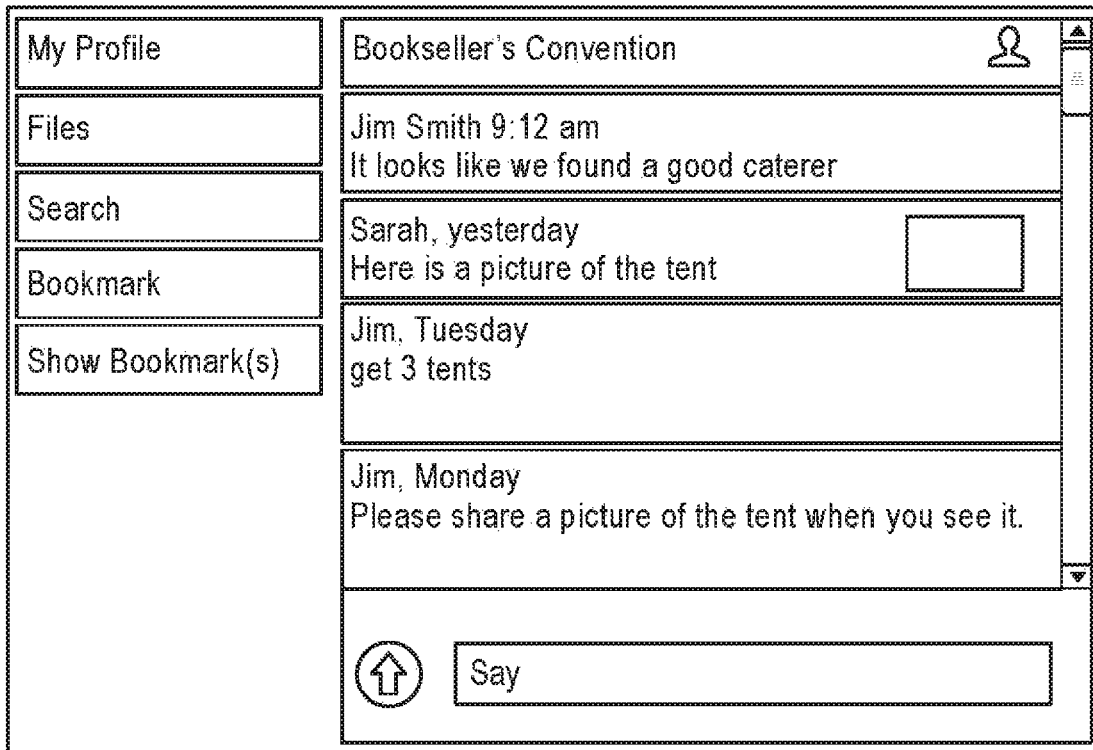 My Profile
Files
Search
Bookmark
Show Bookmark(s)
Bookseller's Convention
Jim Smith 9:12 am
It looks like we found a good caterer
Sarah, yesterday
Here is a picture of the tent
Jim, Tuesday
get 3 tents
Jim, Monday
Please share a picture of the tent when you see it.
Say